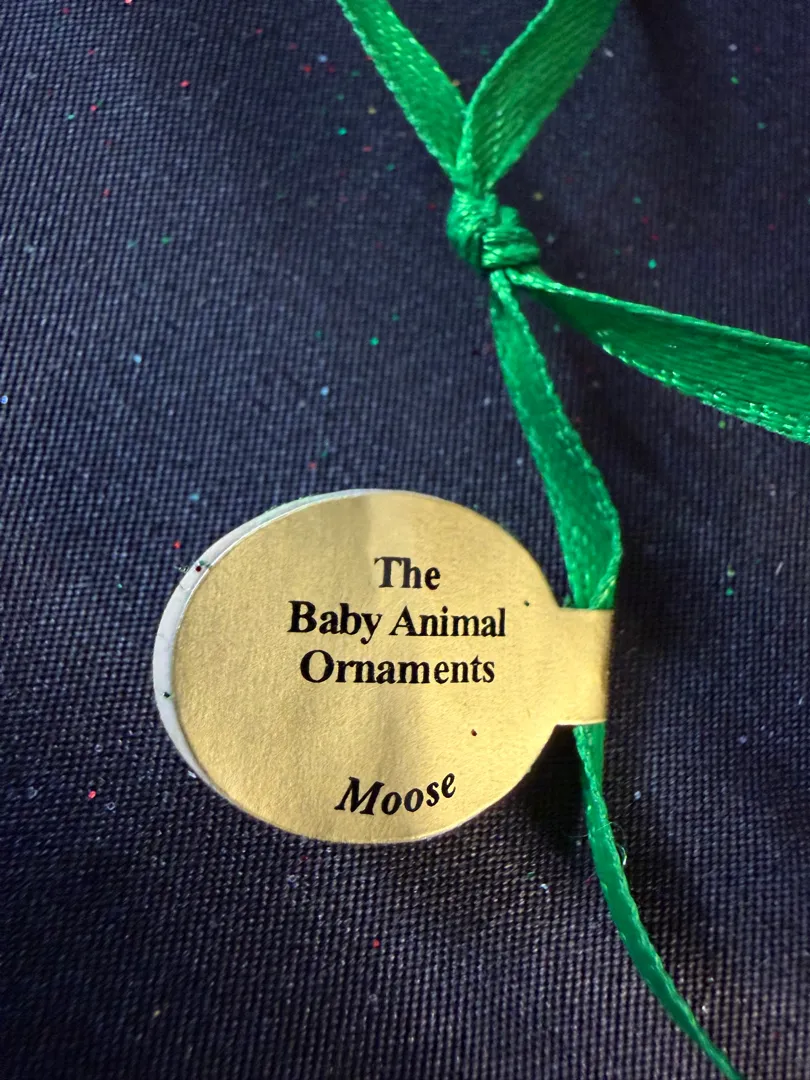 The
Baby Animal
Ornaments
Moose